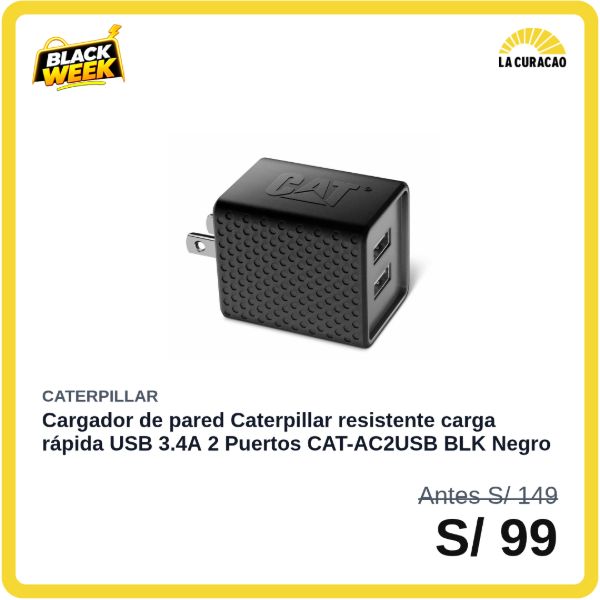 BLACK
WEEK
LA CURACAO
CAT®
CATERPILLAR
Cargador de pared Caterpillar resistente carga
rápida USB 3.4A 2 Puertos CAT-AC2USB BLK Negro
Antes S/ 149
S/ 99